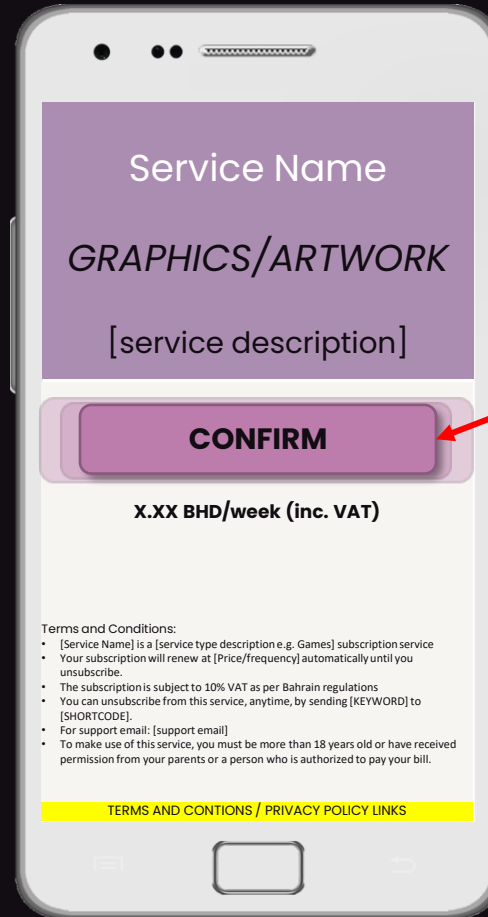 Service Name
GRAPHICS/ARTWORK
[service description]
CONFIRM
X.XX BHD/week (inc. VAT)
Terms and Conditions:
• [Service Name] is a [service type description e.g. Games] subscription service
• Your subscription will renew at [Price/frequency] automatically until you
unsubscribe.
• The subscription is subject to 10% VAT as per Bahrain regulations
• You can unsubscribe from this service, anytime, by sending [KEYWORD] to
[SHORTCODE].
• For support email: [support email]
• To make use of this service, you must be more than 18 years old or have received
permission from your parents or a person who is authorized to pay your bill.
TERMS AND CONTIONS / PRIVACY POLICY LINKS